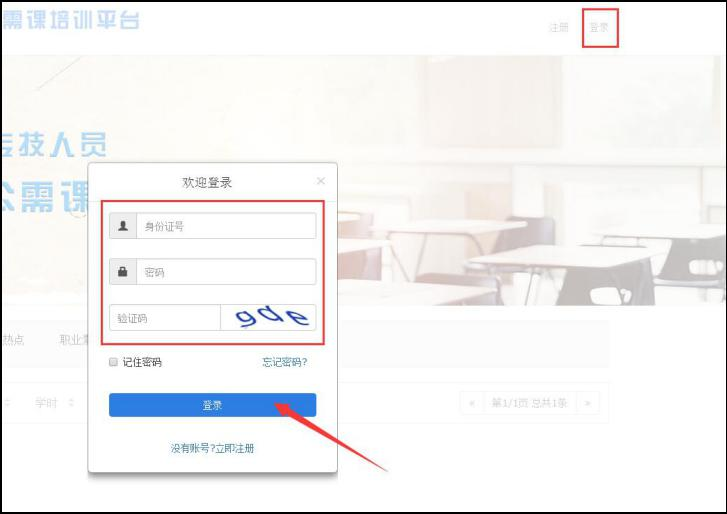 需课培训平台
注册 登录
专技人员
公需课
欢迎登录 ×
身份证号
密码
验证码 gde
记住密码 忘记密码?
登录
没有账号?立即注册
热点 职业
学时 « 第1/1页 总共1条 »